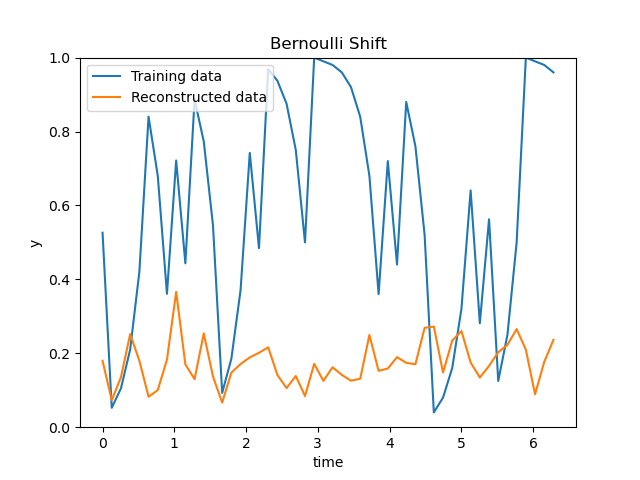 Bernoulli Shift
Training data
Reconstructed data
1.0
0.8
0.6
0.4
0.2
0.0
y
0 1 2 3 4 5 6
time